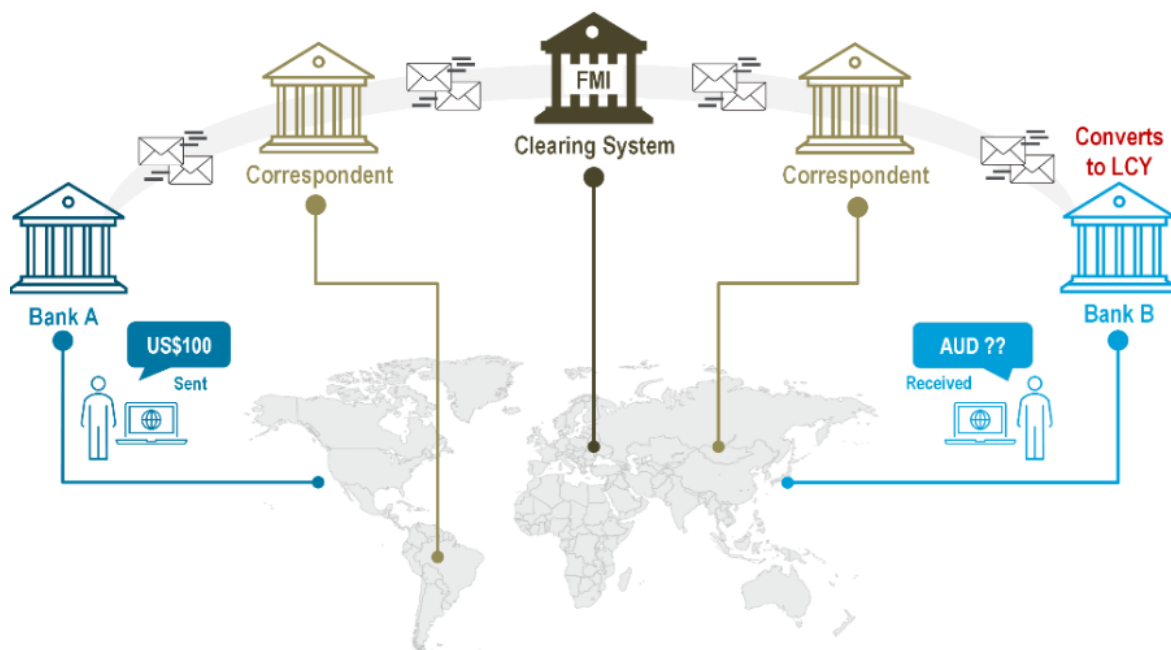 FMI
Clearing System
Correspondent
Correspondent
Converts
to LCY
Bank A
Bank B
US$100
Sent
AUD ??
Received